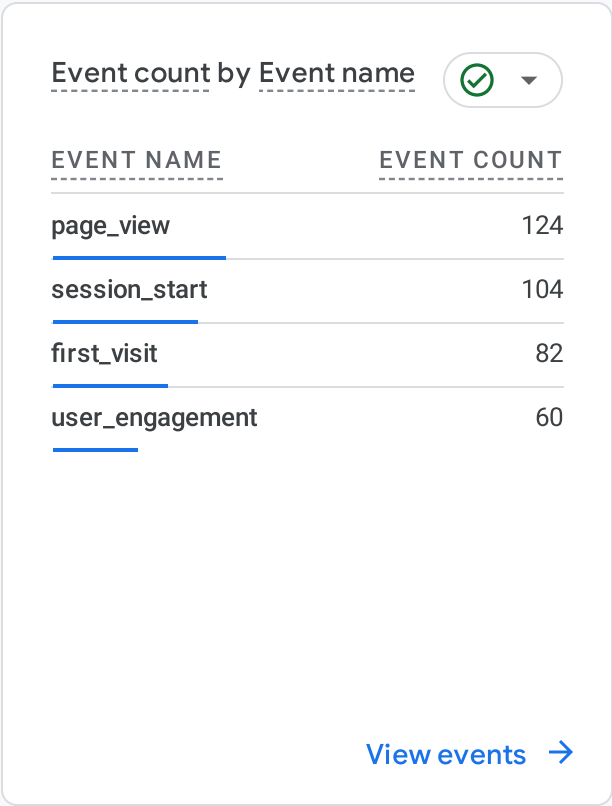 Event count by Event name
EVENT NAME EVENT COUNT
page_view 124
session_start 104
first_visit 82
user_engagement 60
View events